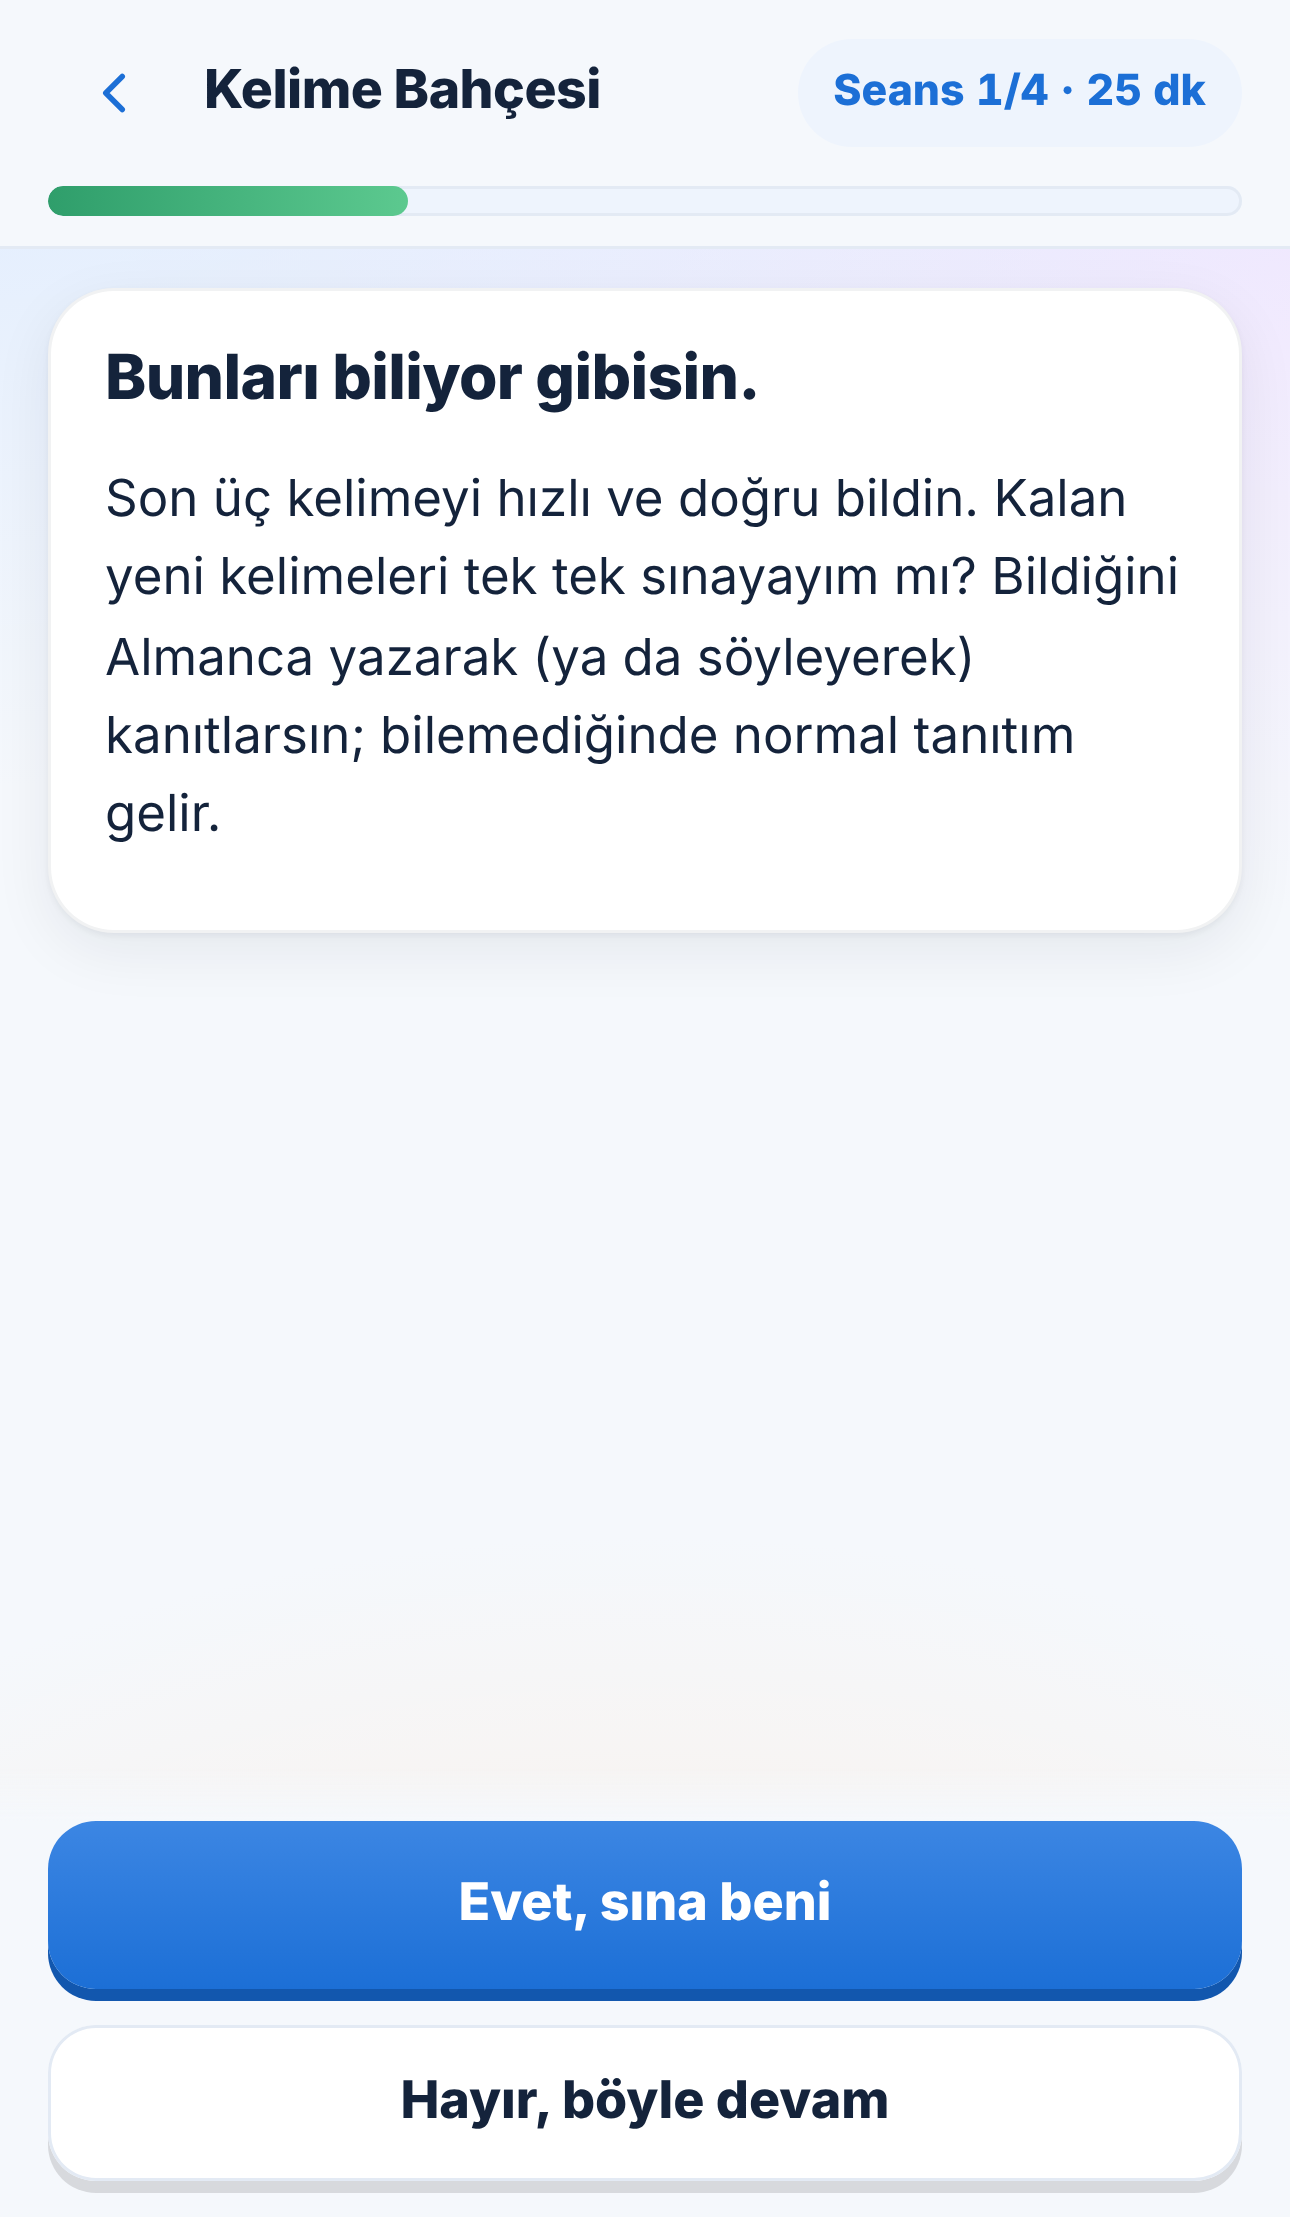 Kelime Bahçesi
Seans 1/4 · 25 dk
Bunları biliyor gibisin.
Son üç kelimeyi hızlı ve doğru bildin. Kalan
yeni kelimeleri tek tek sınayayım mı? Bildiğini
Almanca yazarak (ya da söyleyerek)
kanıtlarsın; bilemediğinde normal tanıtım
gelir.
Evet, sına beni
Hayır, böyle devam